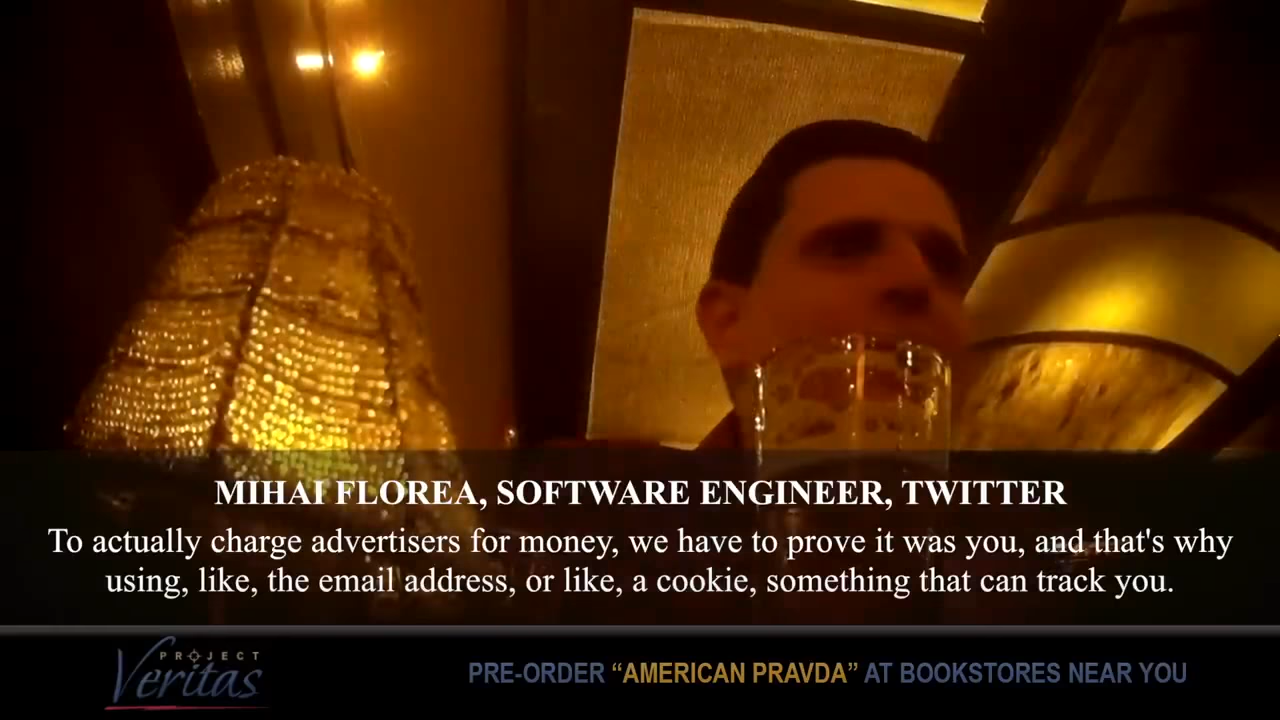 MIHAI FLOREA, SOFTWARE ENGINEER, TWITTER
To actually charge advertisers for money, we have to prove it was you, and that's why
using, like, the email address, or like, a cookie, something that can track you.
PROJECT
Veritas
PRE-ORDER “AMERICAN PRAVDA” AT BOOKSTORES NEAR YOU